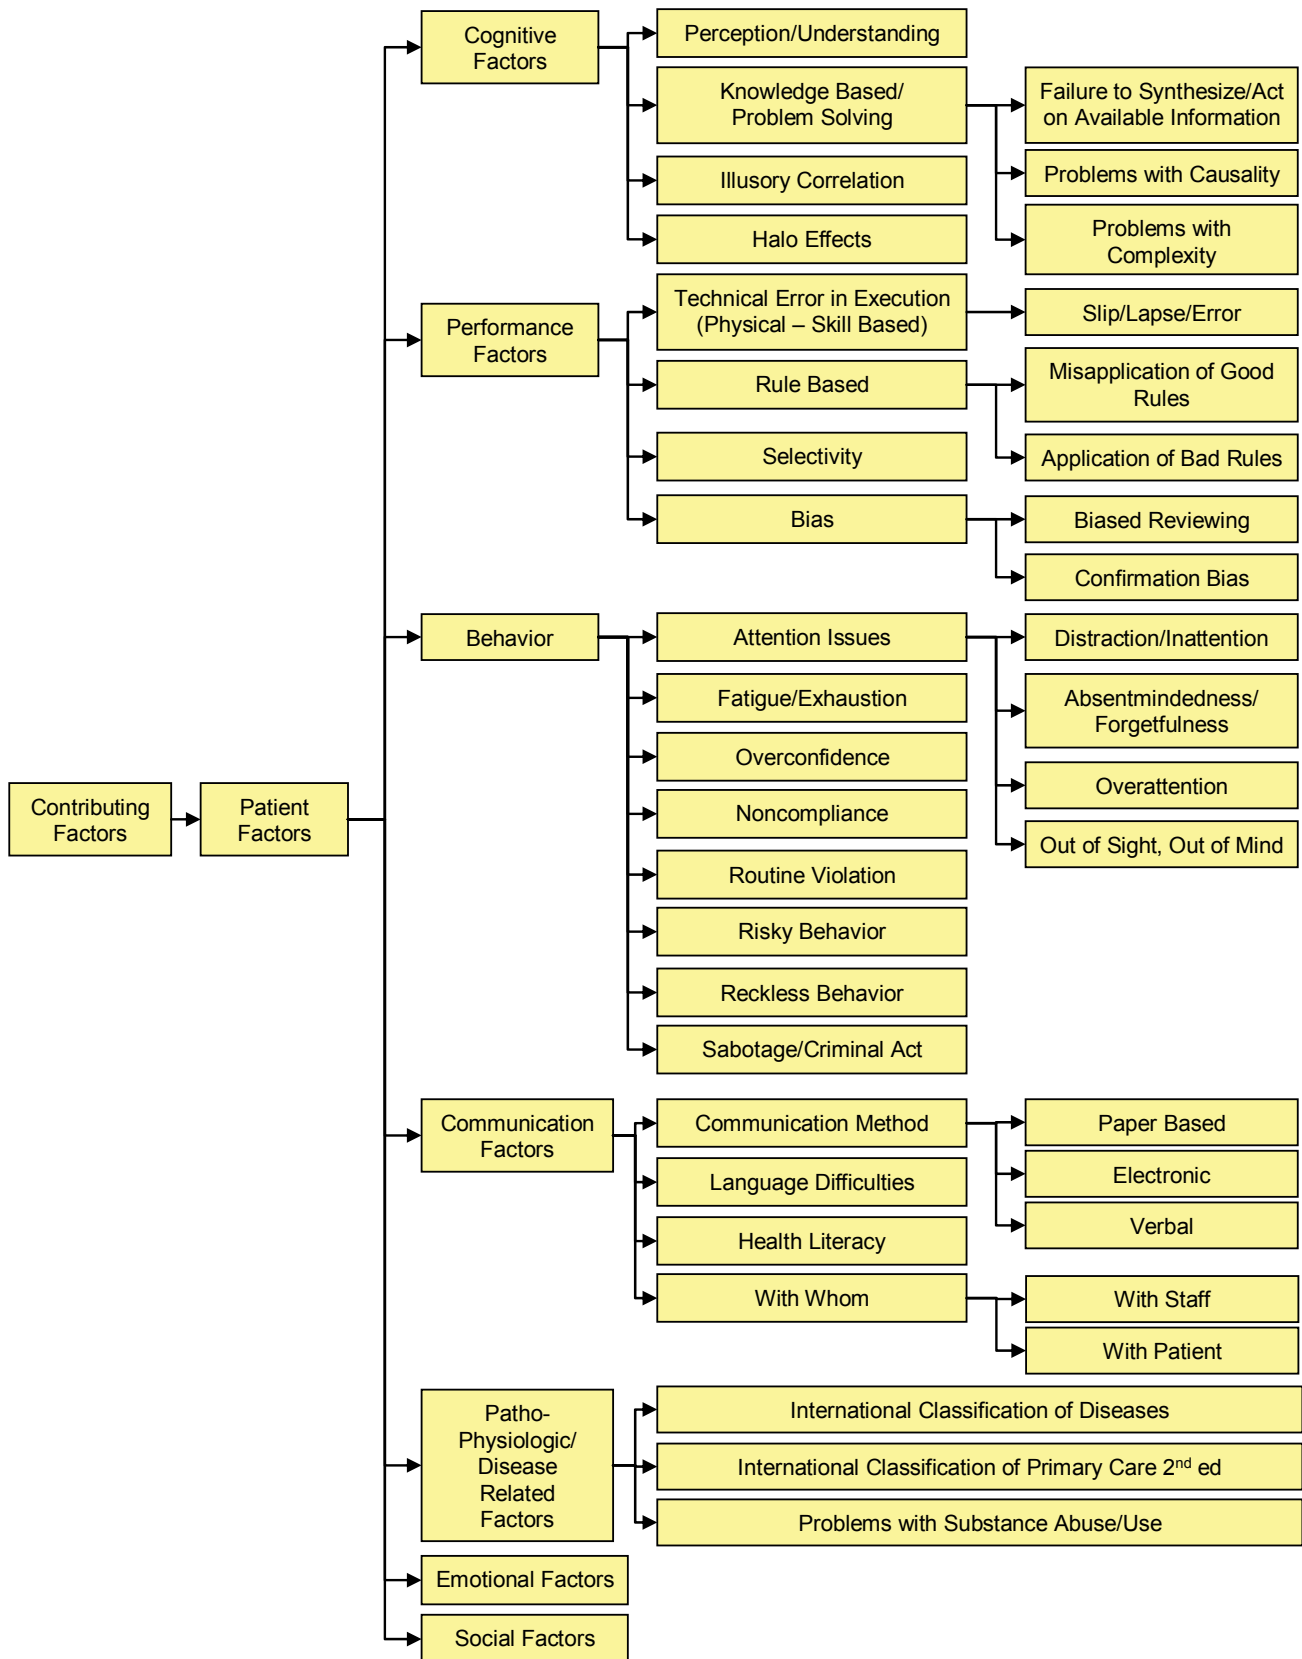 Cognitive
Factors
Perception/Understanding
Knowledge Based/
Problem Solving
Failure to Synthesize/Act
on Available Information
Problems with Causality
Illusory Correlation
Problems with
Complexity
Halo Effects
Performance
Factors
Technical Error in Execution
(Physical – Skill Based)
Slip/Lapse/Error
Rule Based
Misapplication of Good
Rules
Application of Bad Rules
Selectivity
Bias
Biased Reviewing
Confirmation Bias
Behavior
Attention Issues
Distraction/Inattention
Fatigue/Exhaustion
Absentmindedness/
Forgetfulness
Overconfidence
Overattention
Contributing
Factors
Patient
Factors
Noncompliance
Out of Sight, Out of Mind
Routine Violation
Risky Behavior
Reckless Behavior
Sabotage/Criminal Act
Communication
Factors
Communication Method
Paper Based
Electronic
Language Difficulties
Verbal
Health Literacy
With Whom
With Staff
With Patient
Patho-
Physiologic/
Disease
Related
Factors
International Classification of Diseases
International Classification of Primary Care 2nd ed
Problems with Substance Abuse/Use
Emotional Factors
Social Factors